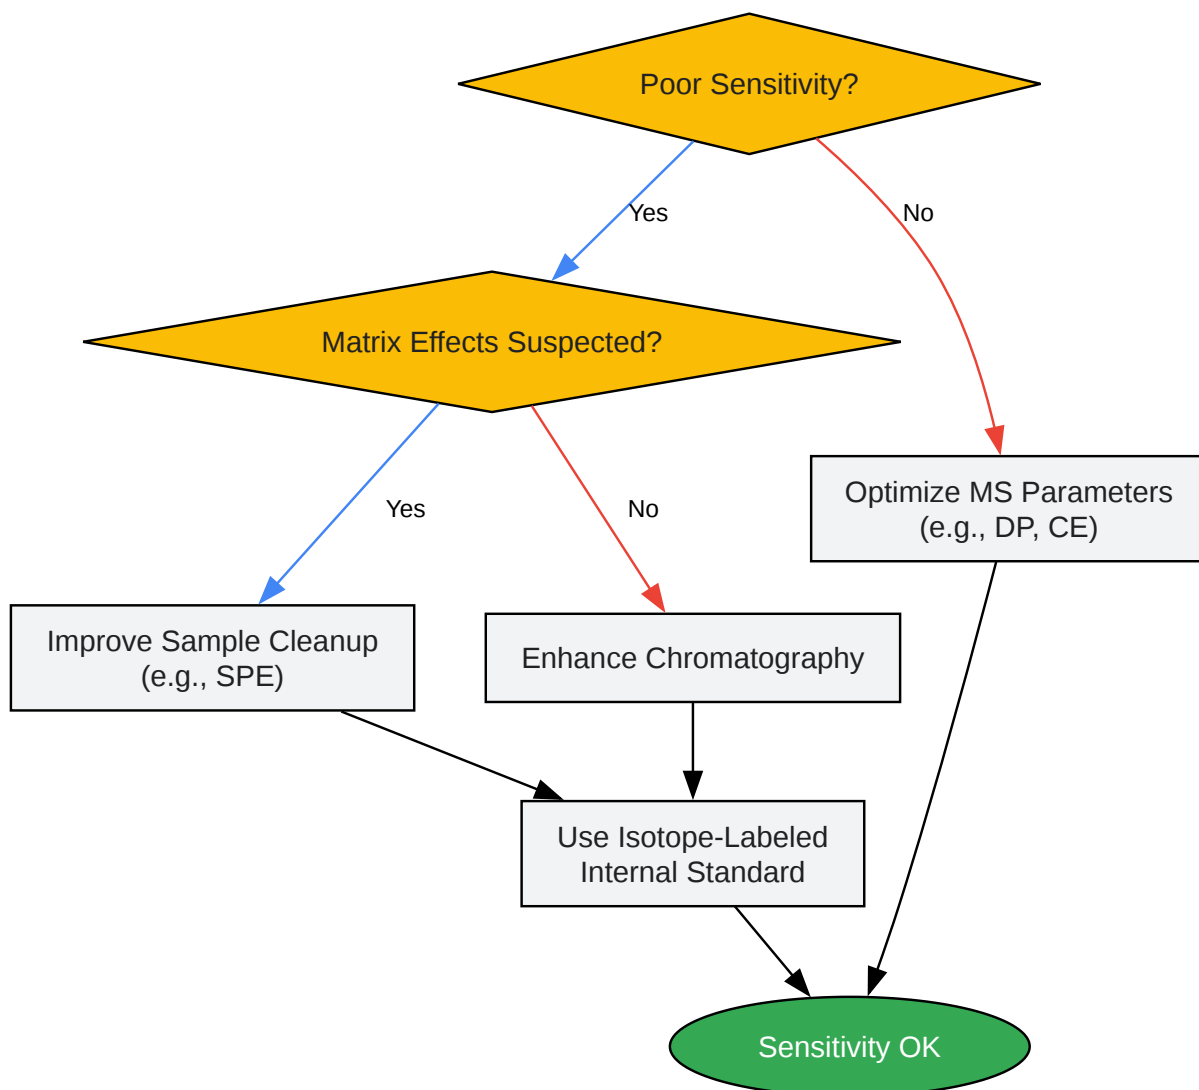 Poor Sensitivity?
Yes
No
Matrix Effects Suspected?
Yes
No
Optimize MS Parameters
(e.g., DP, CE)
Improve Sample Cleanup
(e.g., SPE)
Enhance Chromatography
Use Isotope-Labeled
Internal Standard
Sensitivity OK